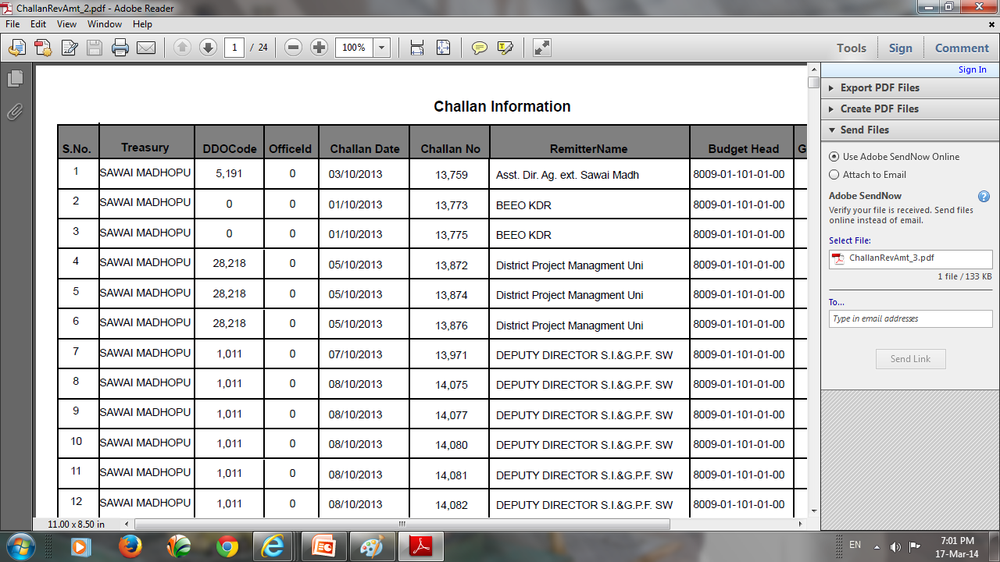 ChallanRevAmt_2.pdf - Adobe Reader
File Edit View Window Help
1 / 24 100% Tools Sign Comment
Sign In
Export PDF Files
Create PDF Files
Send Files
Use Adobe SendNow Online
Attach to Email
Adobe SendNow
Verify your file is received. Send files
online instead of email.
Select File:
ChallanRevAmt_3.pdf
1 file / 133 KB
To...
Type in email addresses
Send Link
Challan Information
S.No. Treasury DDOCode OfficeId Challan Date Challan No RemitterName Budget Head G
1 SAWAI MADHOPU 5,191 0 03/10/2013 13,759 Asst. Dir. Ag. ext. Sawai Madh 8009-01-101-01-00
2 SAWAI MADHOPU 0 0 01/10/2013 13,773 BEEO KDR 8009-01-101-01-00
3 SAWAI MADHOPU 0 0 01/10/2013 13,775 BEEO KDR 8009-01-101-01-00
4 SAWAI MADHOPU 28,218 0 05/10/2013 13,872 District Project Managment Uni 8009-01-101-01-00
5 SAWAI MADHOPU 28,218 0 05/10/2013 13,874 District Project Managment Uni 8009-01-101-01-00
6 SAWAI MADHOPU 28,218 0 05/10/2013 13,876 District Project Managment Uni 8009-01-101-01-00
7 SAWAI MADHOPU 1,011 0 07/10/2013 13,971 DEPUTY DIRECTOR S.I.&G.P.F. SW 8009-01-101-01-00
8 SAWAI MADHOPU 1,011 0 08/10/2013 14,075 DEPUTY DIRECTOR S.I.&G.P.F. SW 8009-01-101-01-00
9 SAWAI MADHOPU 1,011 0 08/10/2013 14,077 DEPUTY DIRECTOR S.I.&G.P.F. SW 8009-01-101-01-00
10 SAWAI MADHOPU 1,011 0 08/10/2013 14,080 DEPUTY DIRECTOR S.I.&G.P.F. SW 8009-01-101-01-00
11 SAWAI MADHOPU 1,011 0 08/10/2013 14,081 DEPUTY DIRECTOR S.I.&G.P.F. SW 8009-01-101-01-00
12 SAWAI MADHOPU 1,011 0 08/10/2013 14,082 DEPUTY DIRECTOR S.I.&G.P.F. SW 8009-01-101-01-00
11.00 x 8.50 in
EN 7:01 PM
17-Mar-14